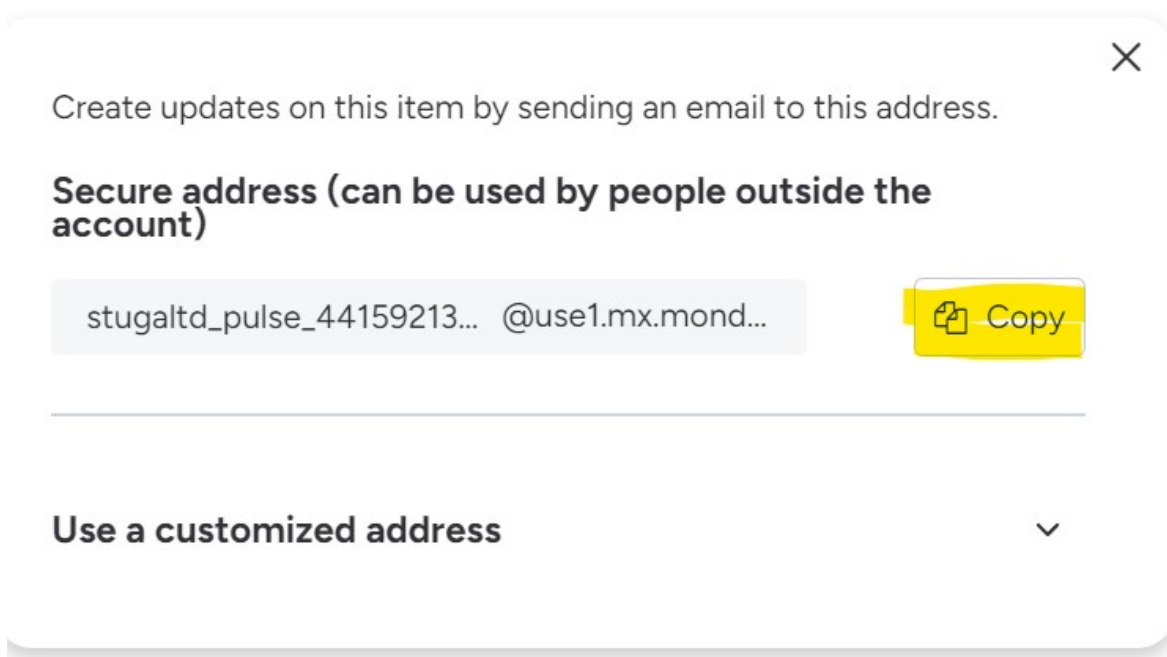 Create updates on this item by sending an email to this address.
Secure address (can be used by people outside the
account)
stugaltd_pulse_44159213... @use1.mx.mond...
Copy
Use a customized address